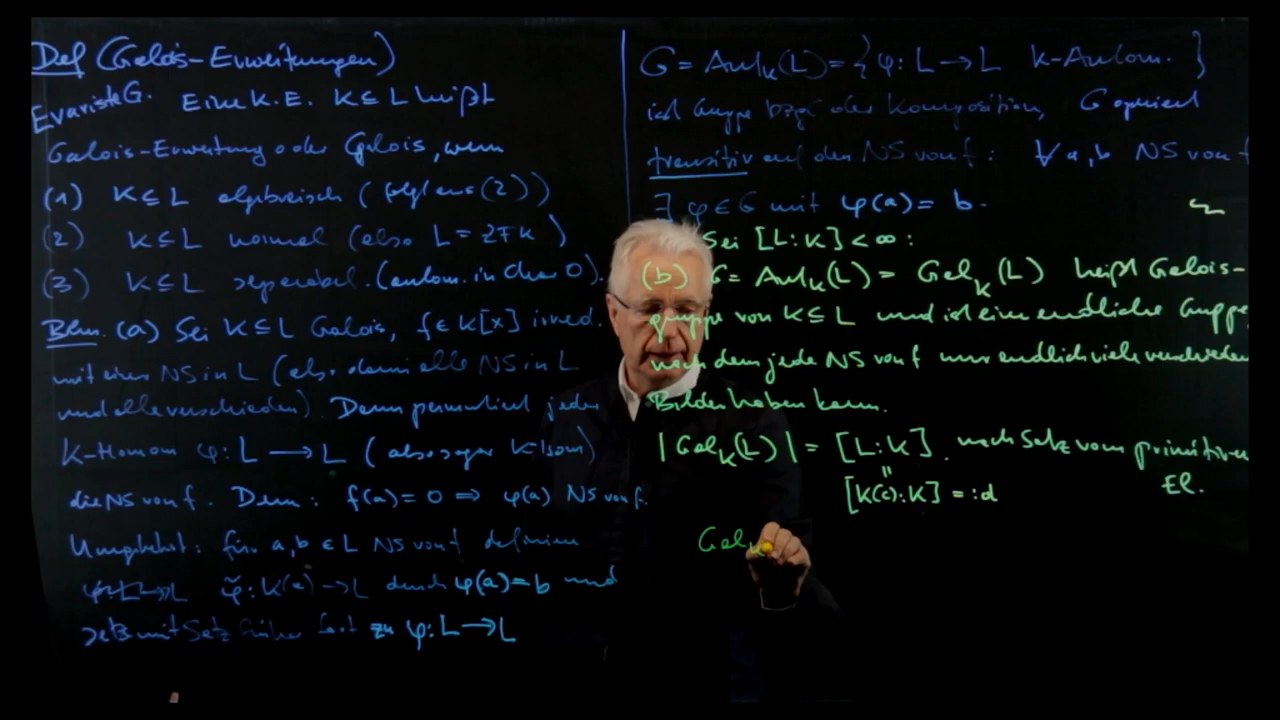 Def (Galois-Erweiterungen)
Evariste G. Eine K.E. K ⊆ L heißt
Galois-Erweiterung oder Galois, wenn
(1) K ⊆ L algebraisch (folgt aus (2))
(2) K ⊆ L normal (also L = ZFK)
(3) K ⊆ L separabel. (autom. in Char 0).
Bem. (a) Sei K ⊆ L Galois, f ∈ K[x] irred.
mit einer NS in L (also dann alle NS in L
und alle verschieden). Dann permutiert jeder
K-Homom φ: L → L (also sogar K-Isom)
die NS von f. Denn: f(a) = 0 ⇒ φ(a) NS von f.
Umgekehrt: für a, b ∈ L NS von f definiere
φ̃: K(a) → L durch φ(a) = b und
setze mit Satz früher fort zu φ: L → L
G = Aut_K(L) = { φ: L → L K-Autom. }
ist Gruppe bzgl der Komposition, G operiert
transitiv auf den NS von f: ∀ a, b NS von f
∃ φ ∈ G mit φ(a) = b.
Sei [L:K] < ∞ :
(b) G = Aut_K(L) = Gal_K(L) heißt Galois-
gruppe von K ⊆ L und ist eine endliche Gruppe
nach dem jede NS von f nur endlich viele verschieden
Bilder haben kann.
|Gal_K(L)| = [L:K]. nach Satz vom primitiven
[K(c):K] = :d El.
Gal